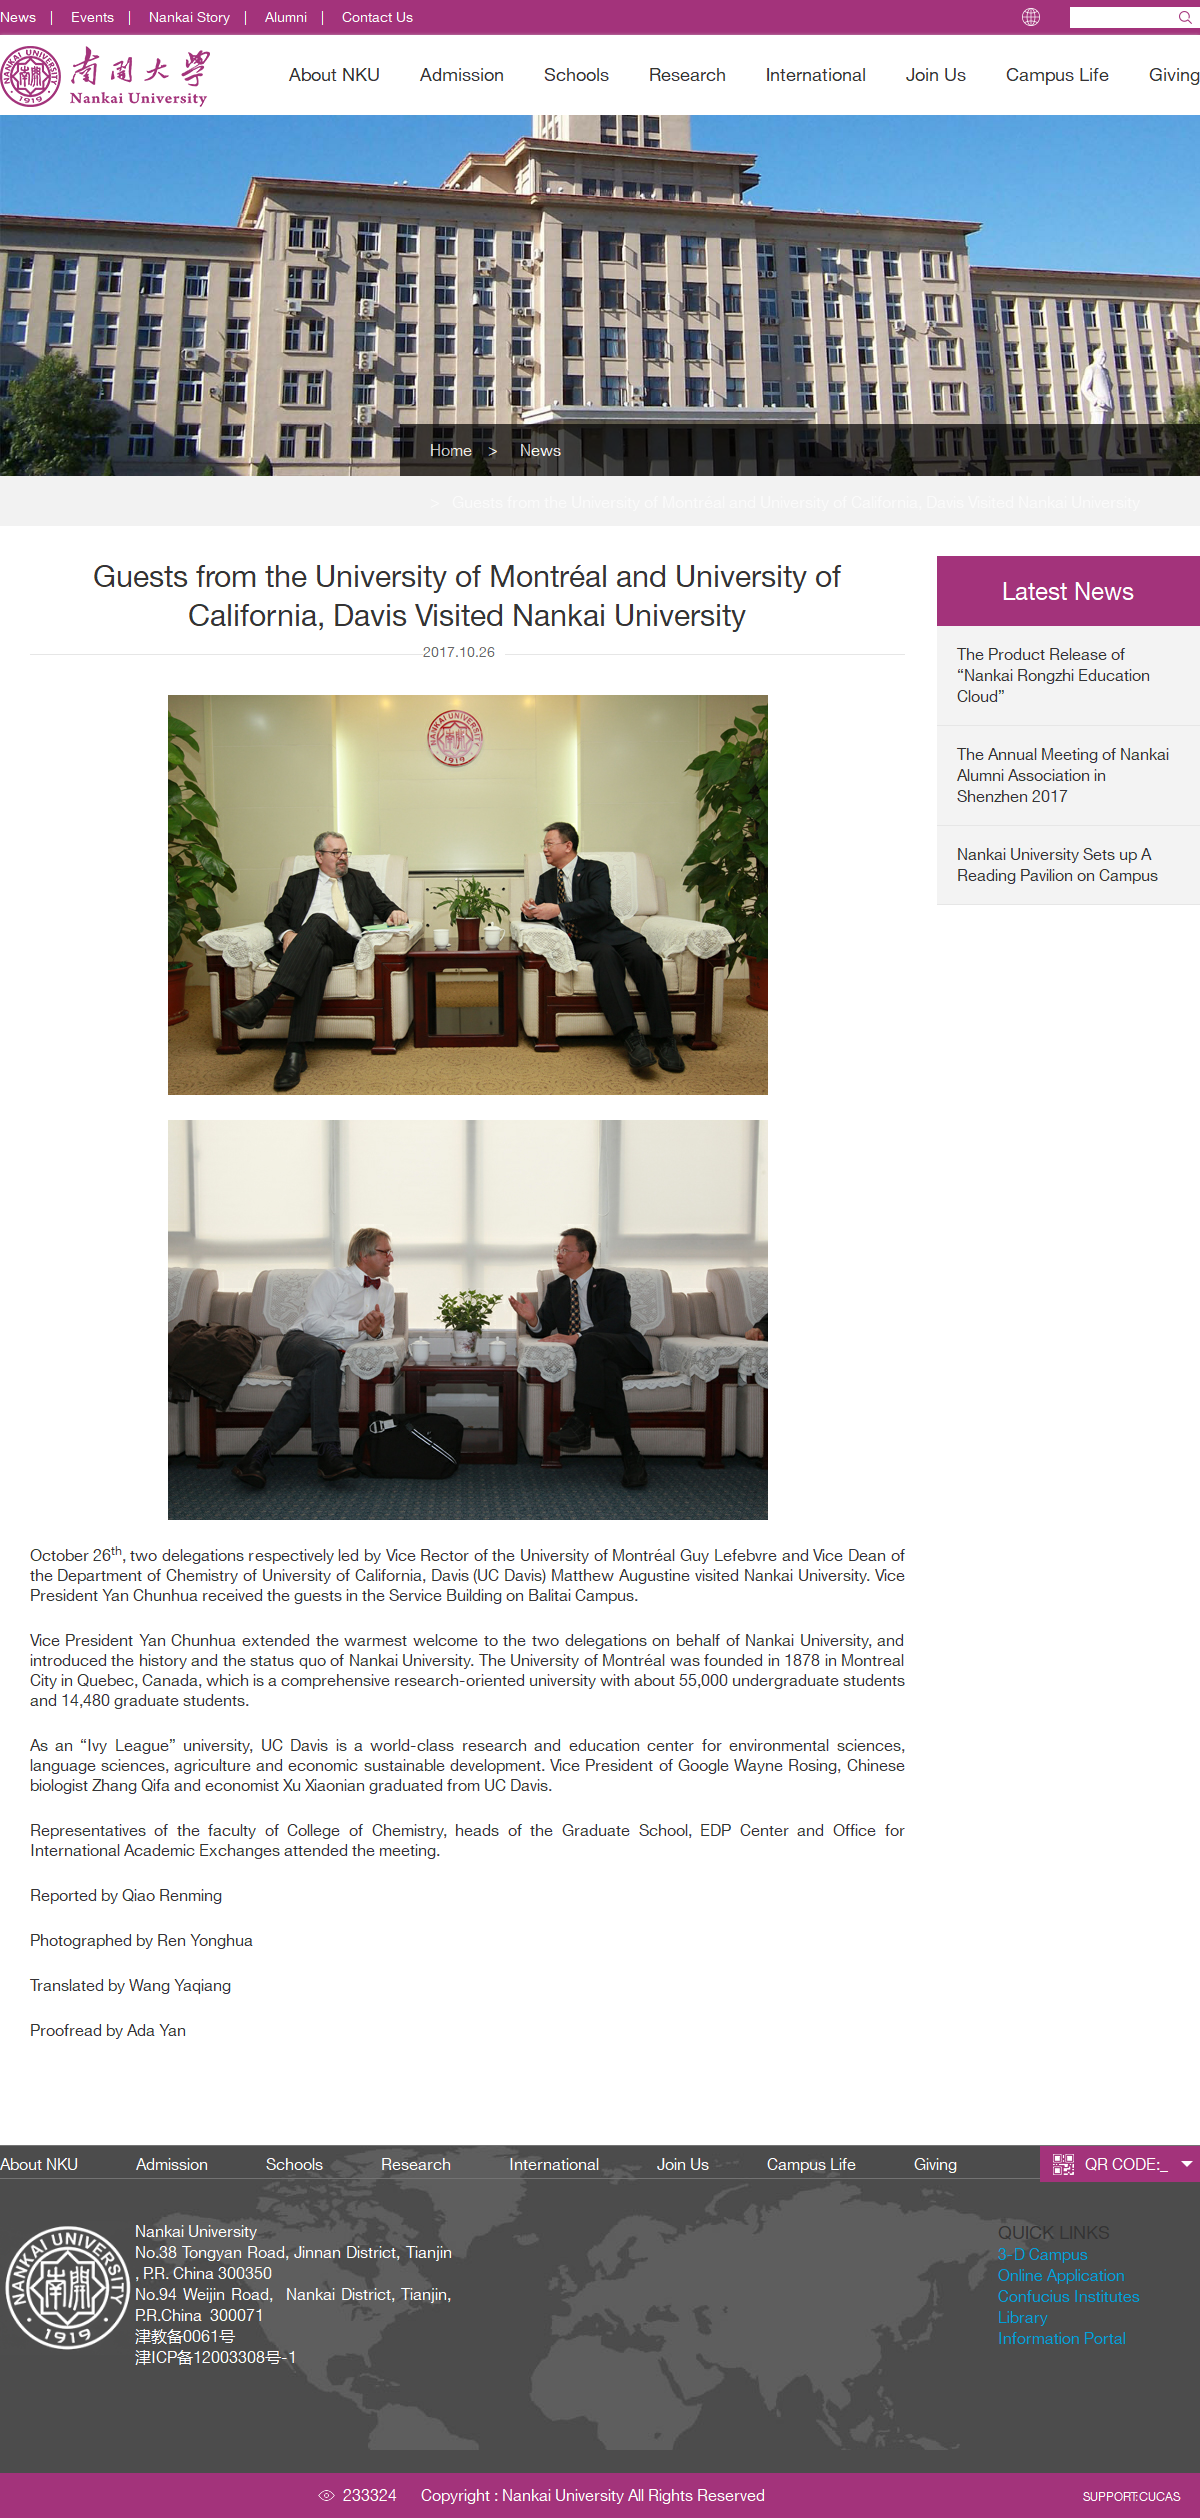 News | Events | Nankai Story | Alumni | Contact Us
NANKAI UNIVERSITY
1919
南開大學
Nankai University
About NKU Admission Schools Research International Join Us Campus Life Giving
Home > News
> Guests from the University of Montréal and University of California, Davis Visited Nankai University
Guests from the University of Montréal and University of
California, Davis Visited Nankai University
2017.10.26
Latest News
The Product Release of
“Nankai Rongzhi Education
Cloud”
The Annual Meeting of Nankai
Alumni Association in
Shenzhen 2017
Nankai University Sets up A
Reading Pavilion on Campus
NANKAI UNIVERSITY
1919
October 26th, two delegations respectively led by Vice Rector of the University of Montréal Guy Lefebvre and Vice Dean of
the Department of Chemistry of University of California, Davis (UC Davis) Matthew Augustine visited Nankai University. Vice
President Yan Chunhua received the guests in the Service Building on Balitai Campus.
Vice President Yan Chunhua extended the warmest welcome to the two delegations on behalf of Nankai University, and
introduced the history and the status quo of Nankai University. The University of Montréal was founded in 1878 in Montreal
City in Quebec, Canada, which is a comprehensive research-oriented university with about 55,000 undergraduate students
and 14,480 graduate students.
As an “Ivy League” university, UC Davis is a world-class research and education center for environmental sciences,
language sciences, agriculture and economic sustainable development. Vice President of Google Wayne Rosing, Chinese
biologist Zhang Qifa and economist Xu Xiaonian graduated from UC Davis.
Representatives of the faculty of College of Chemistry, heads of the Graduate School, EDP Center and Office for
International Academic Exchanges attended the meeting.
Reported by Qiao Renming
Photographed by Ren Yonghua
Translated by Wang Yaqiang
Proofread by Ada Yan
About NKU Admission Schools Research International Join Us Campus Life Giving
QR CODE:_
NANKAI UNIVERSITY
南開
1919
Nankai University
No.38 Tongyan Road, Jinnan District, Tianjin
, P.R. China 300350
No.94 Weijin Road, Nankai District, Tianjin,
P.R.China 300071
津教备0061号
津ICP备12003308号-1
QUICK LINKS
3-D Campus
Online Application
Confucius Institutes
Library
Information Portal
233324 Copyright : Nankai University All Rights Reserved
SUPPORT:CUCAS